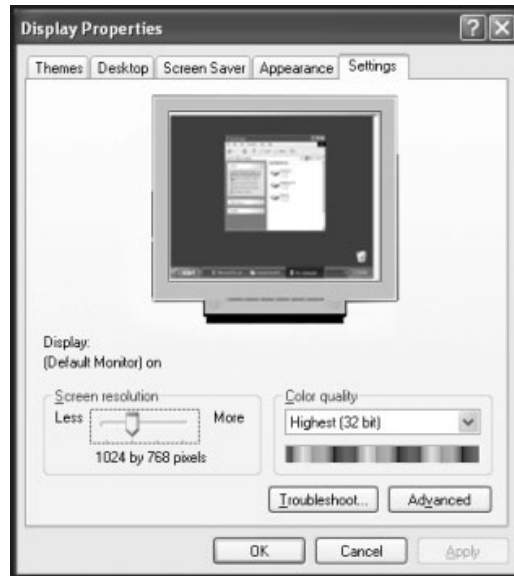 Display Properties
Themes Desktop Screen Saver Appearance Settings
Display:
(Default Monitor) on
Screen resolution
Less More
1024 by 768 pixels
Color quality
Highest (32 bit)
Troubleshoot... Advanced
OK Cancel Apply